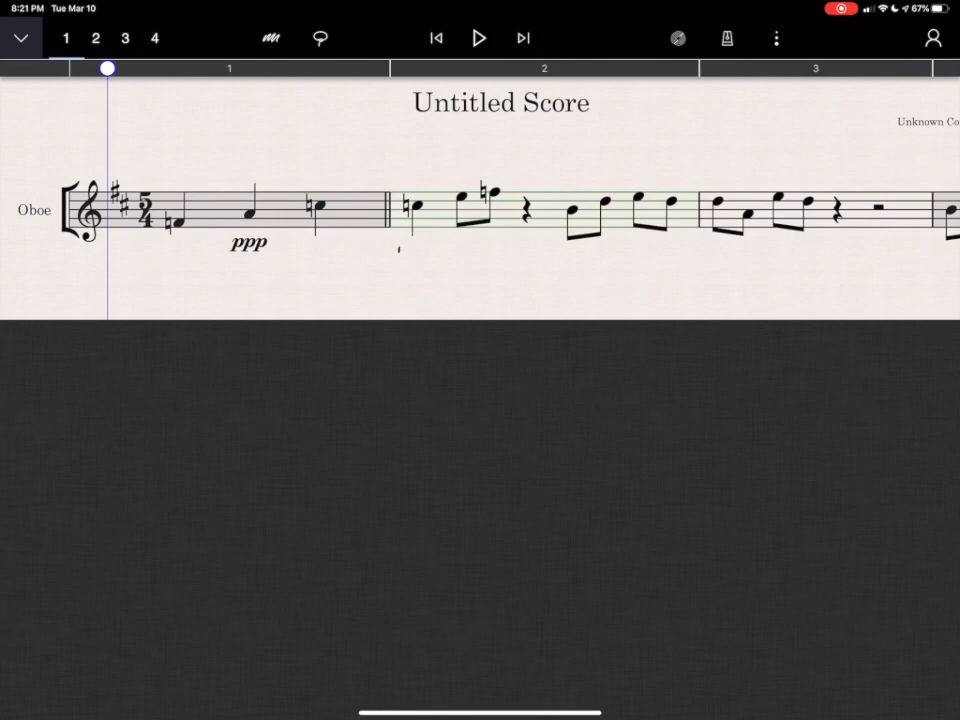 8:21 PM Tue Mar 10
67%
1 2 3 4
1 2 3
Untitled Score
Unknown Co
Oboe
5
4
ppp